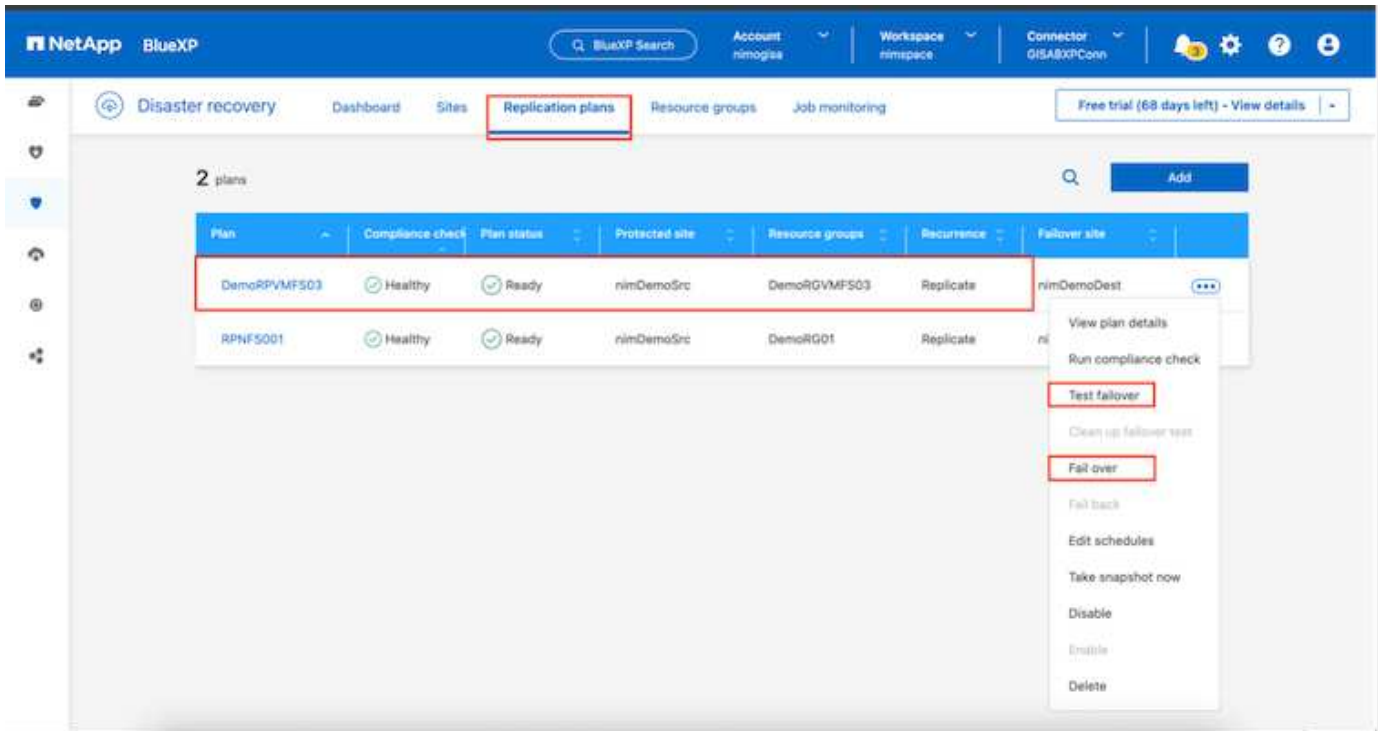 NetApp BlueXP BlueXP Search Account Workspace Connector
nimogisa nimspace GISABXPConn 3
Disaster recovery Dashboard Sites Replication plans Resource groups Job monitoring Free trial (68 days left) - View details
2 plans Add
Plan Compliance check Plan status Protected site Resource groups Recurrence Failover site
DemoRPVMFS03 Healthy Ready nimDemoSrc DemoRGVMFS03 Replicate nimDemoDest
RPNFS001 Healthy Ready nimDemoSrc DemoRG01 Replicate ni
View plan details
Run compliance check
Test failover
Clean up failover test
Fail over
Fail back
Edit schedules
Take snapshot now
Disable
Enable
Delete